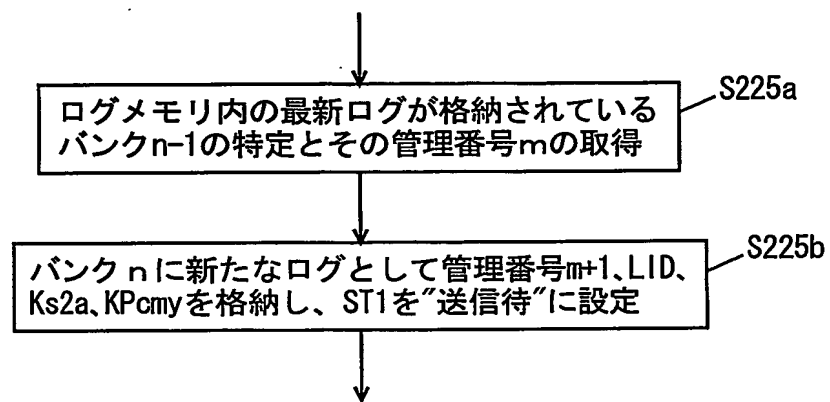 S225a
ログメモリ内の最新ログが格納されている
バンクn-1の特定とその管理番号mの取得
S225b
バンクnに新たなログとして管理番号m+1、LID、
Ks2a、KPcmyを格納し、ST1を"送信待"に設定